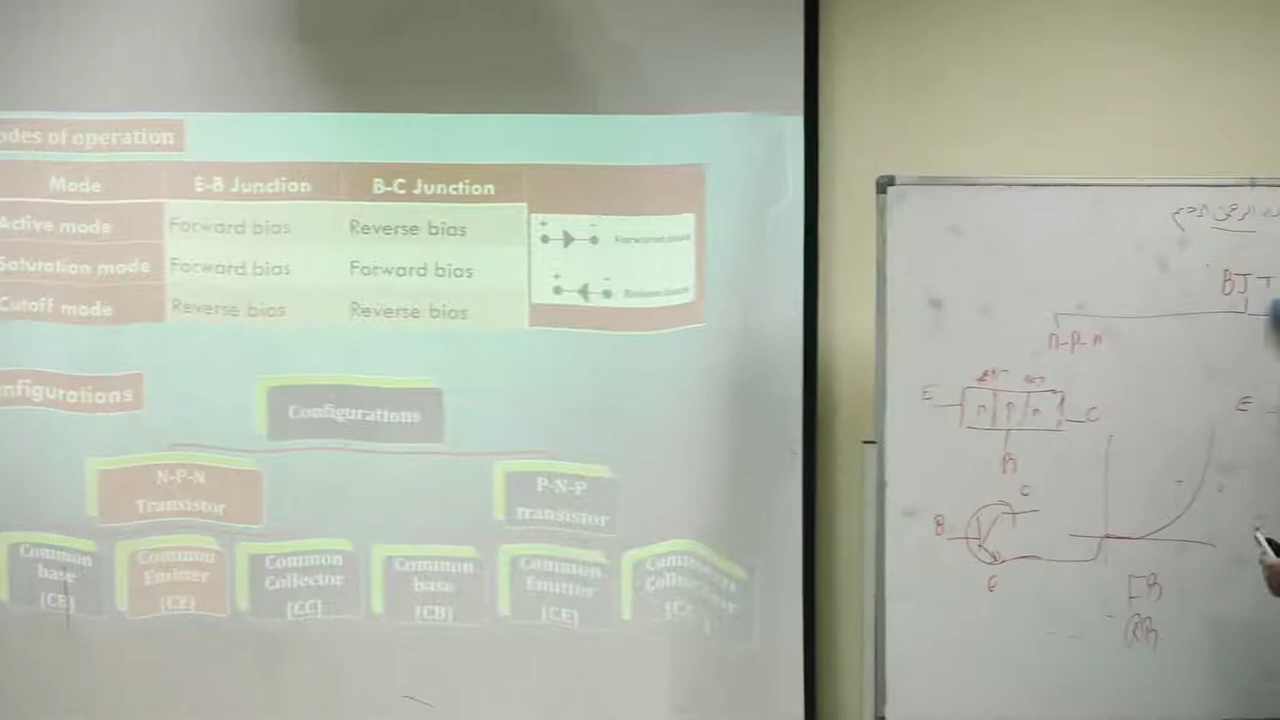 odes of operation
Mode E-B Junction B-C Junction
Active mode Forward bias Reverse bias
Saturation mode Forward bias Forward bias
Cutoff mode Reverse bias Reverse bias
+ -
+ -
nfigurations
Configurations
N-P-N Transistor
P-N-P transistor
Common base (CB)
Common Emitter (CE)
Common Collector (CC)
Common base (CB)
Common Emitter (CE)
الرحمن
BJT
n-p-n
E n p n C
B
E
C
B
FB
RB